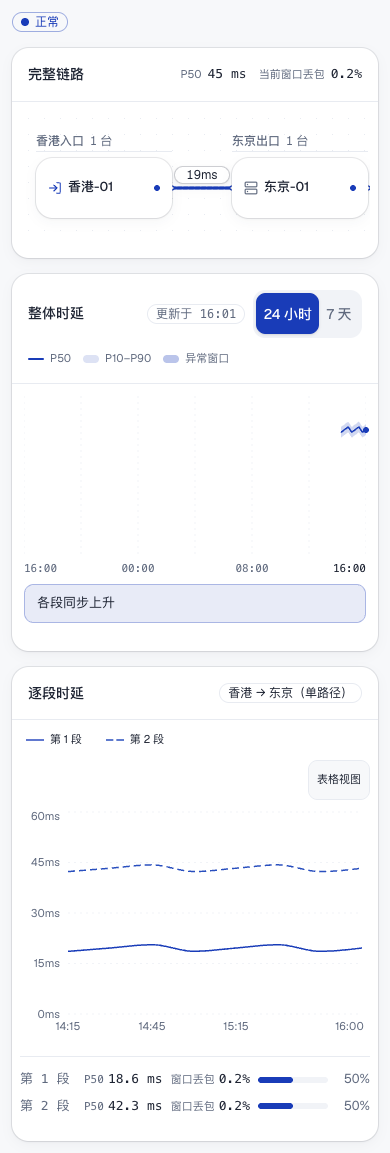 正常
完整链路 P50 45 ms 当前窗口丢包 0.2%
香港入口 1 台 东京出口 1 台
19ms
香港-01 东京-01
整体时延 更新于 16:01 24 小时 7 天
P50 P10–P90 异常窗口
16:00 00:00 08:00 16:00
各段同步上升
逐段时延 香港 → 东京（单路径）
第 1 段 第 2 段
表格视图
60ms
45ms
30ms
15ms
0ms
14:15 14:45 15:15 16:00
第 1 段 P50 18.6 ms 窗口丢包 0.2% 50%
第 2 段 P50 42.3 ms 窗口丢包 0.2% 50%